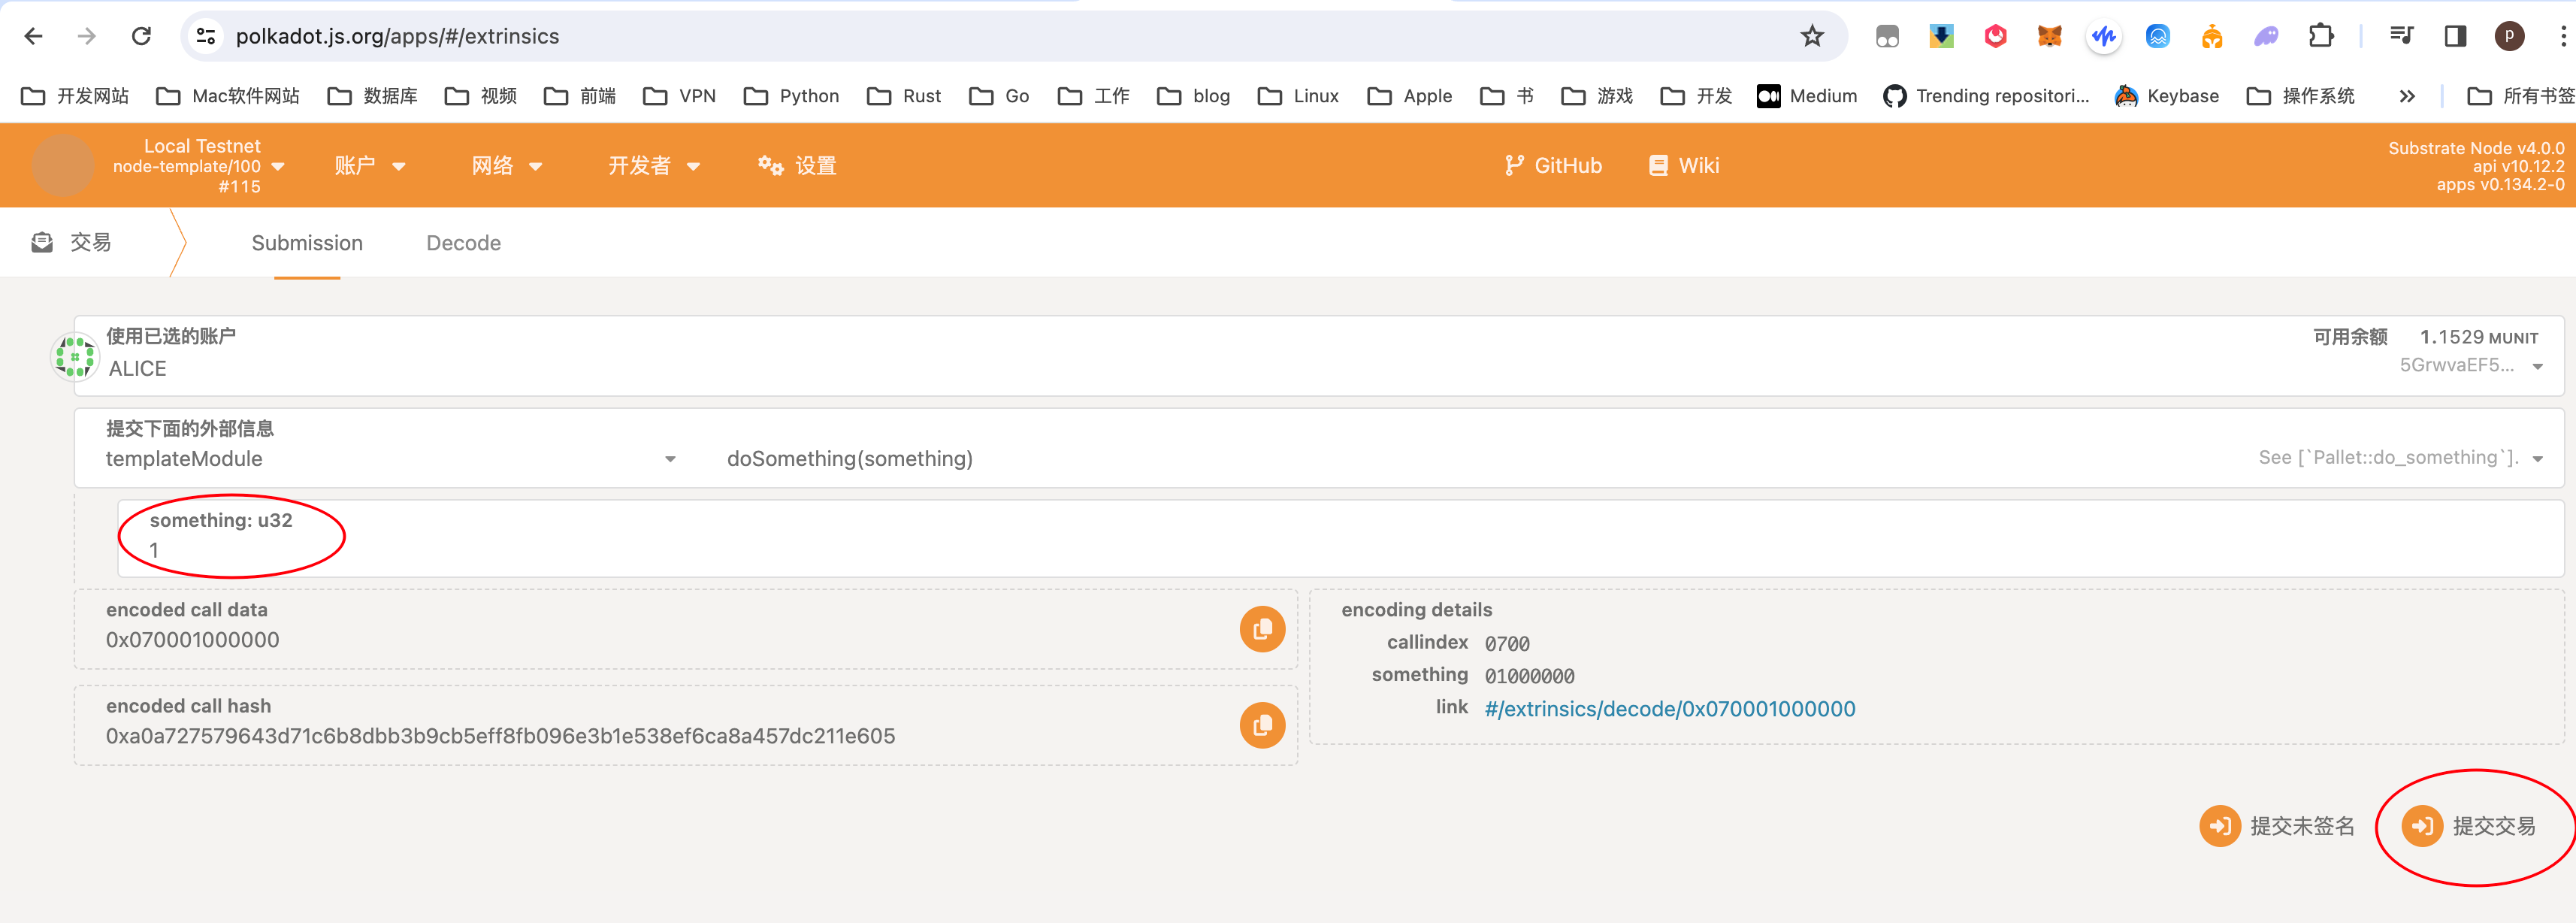 polkadot.js.org/apps/#/extrinsics
p
开发网站 Mac软件网站 数据库 视频 前端 VPN Python Rust Go 工作 blog Linux Apple 书 游戏 开发 Medium Trending repositori... Keybase 操作系统 » 所有书签
Local Testnet
node-template/100
#115
账户 网络 开发者 设置 GitHub Wiki
Substrate Node v4.0.0
api v10.12.2
apps v0.134.2-0
交易 Submission Decode
使用已选的账户
ALICE
可用余额 1.1529 MUNIT
5GrwvaEF5...
提交下面的外部信息
templateModule doSomething(something) See [`Pallet::do_something`].
something: u32
1
encoded call data
0x070001000000
encoded call hash
0xa0a727579643d71c6b8dbb3b9cb5eff8fb096e3b1e538ef6ca8a457dc211e605
encoding details
callindex 0700
something 01000000
link #/extrinsics/decode/0x070001000000
提交未签名 提交交易